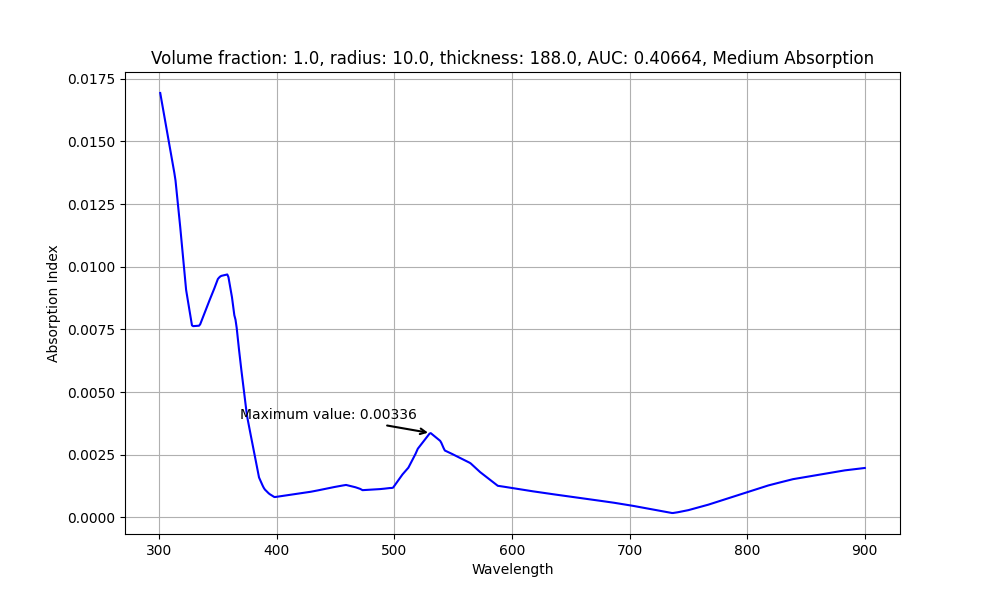 Volume fraction: 1.0, radius: 10.0, thickness: 188.0, AUC: 0.40664, Medium Absorption
0.0175
0.0150
0.0125
0.0100
0.0075
0.0050
0.0025
0.0000
Absorption Index
Maximum value: 0.00336
300 400 500 600 700 800 900
Wavelength